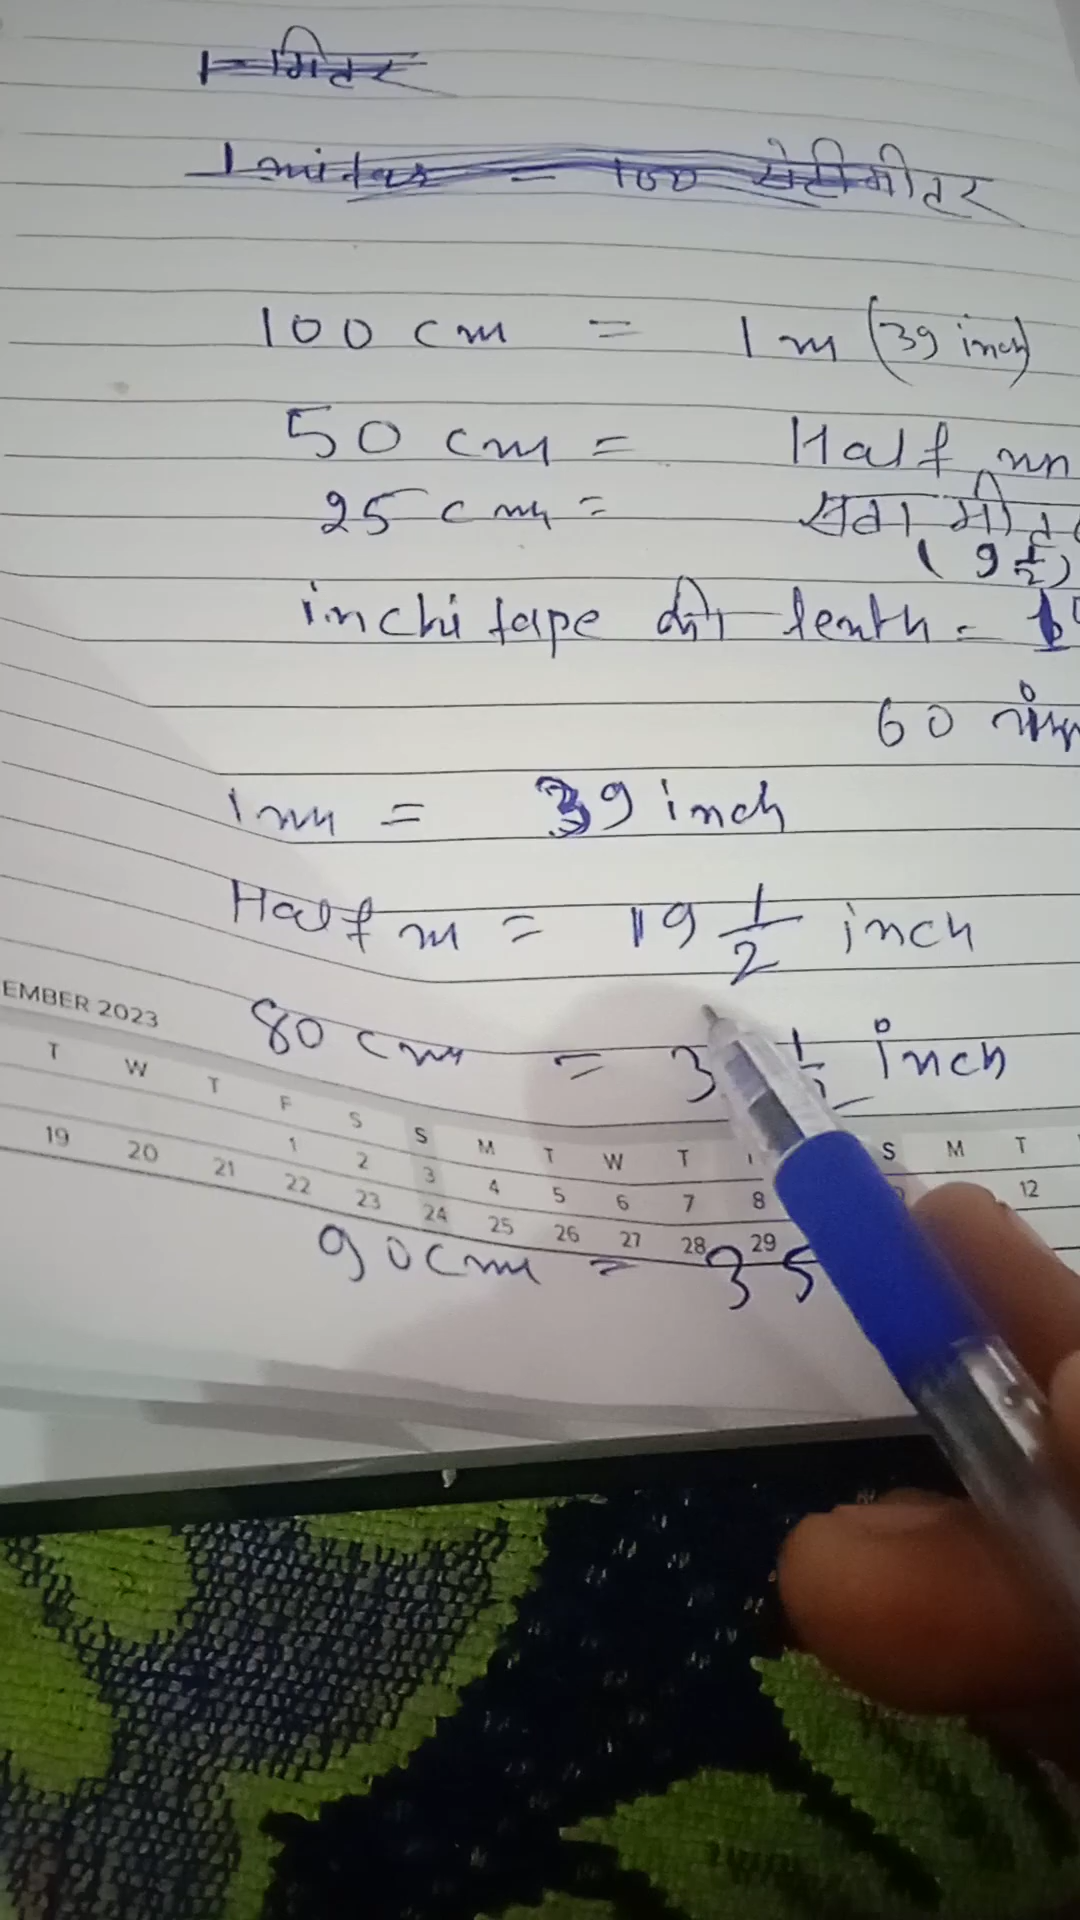 1 मितर
1 mitar = 100 सेंटीमीटर
100 cm = 1 m (39 inch)
50 cm = Half m
25 cm = सवा मीट
(9 1/2)
inchi tape की lenth =
60
1 m = 39 inch
Half m = 19 1/2 inch
80 cm = 3 inch
EMBER 2023
T W T F S S M T W T S M T
1 2 3 4 5 6 7 8 12
19 20 21 22 23 24 25 26 27 28 29
90 cm = 35